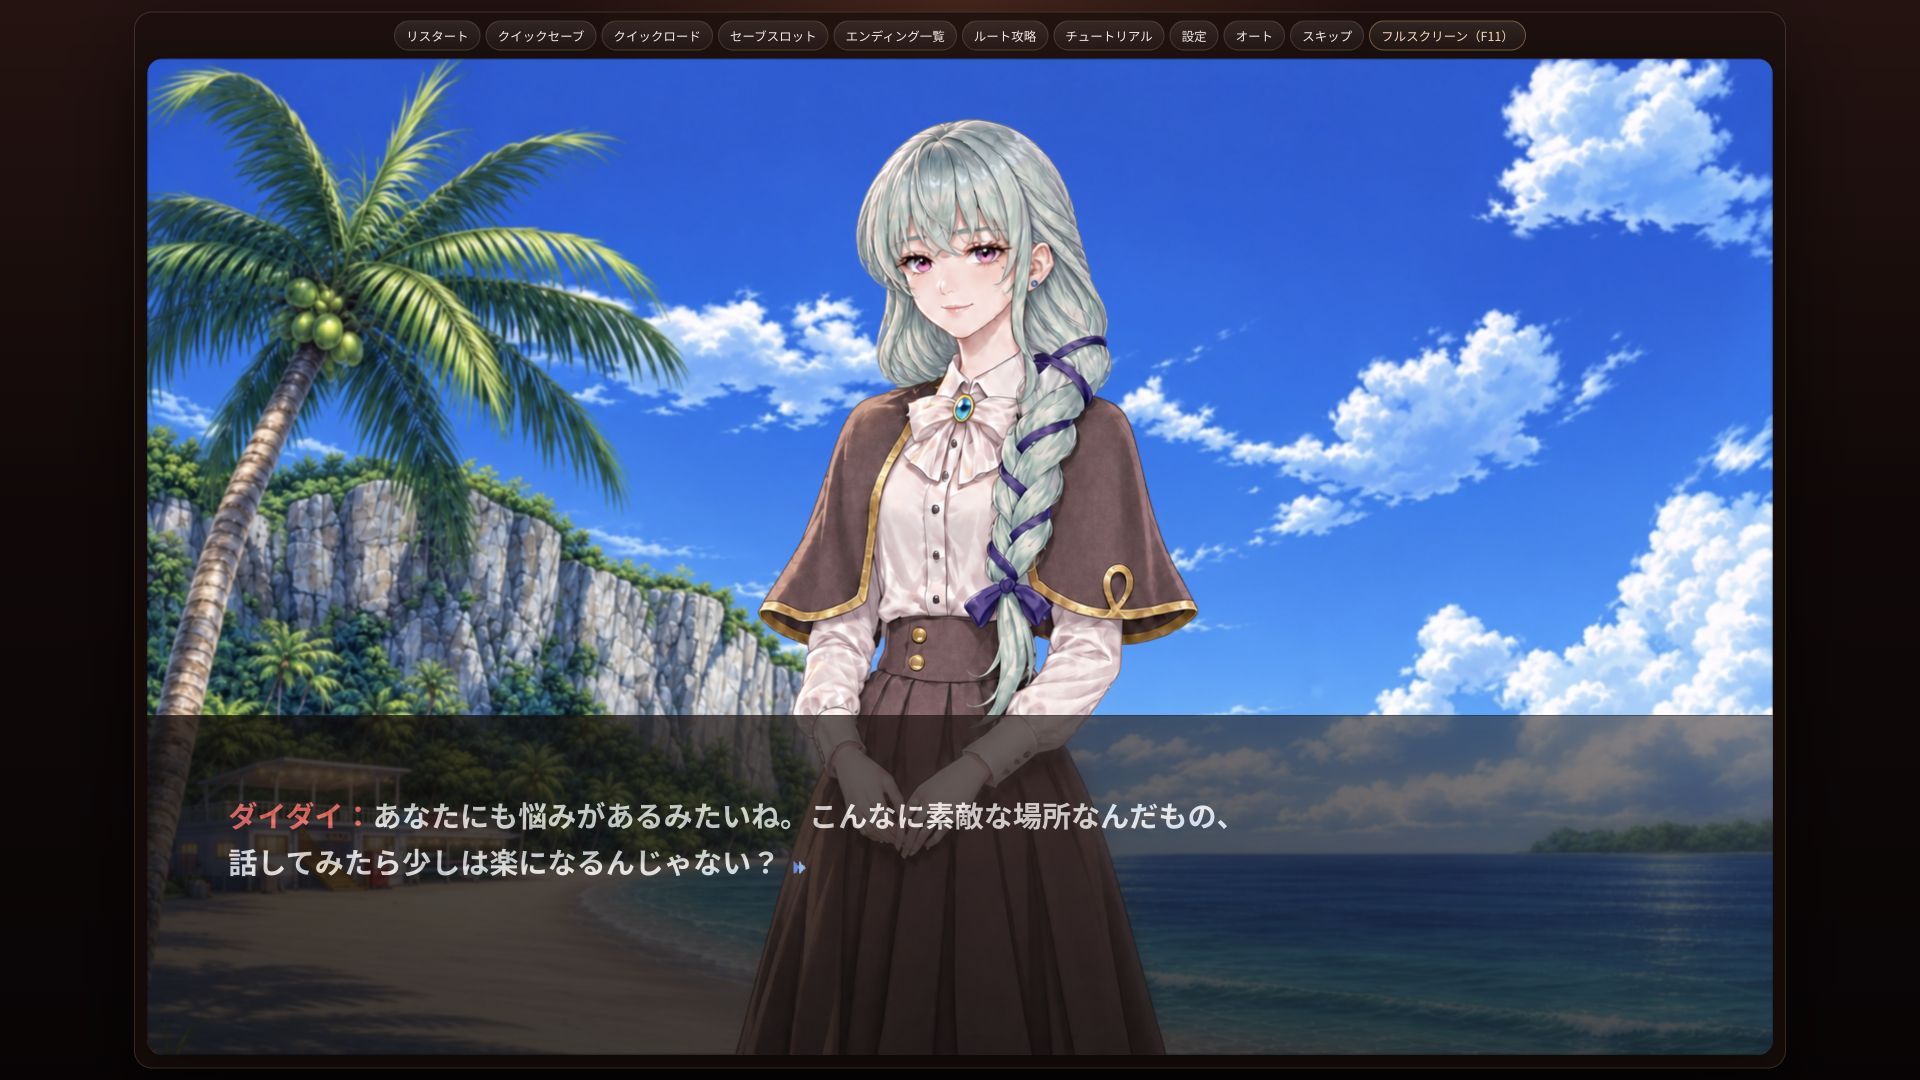 リスタート
クイックセーブ
クイックロード
セーブスロット
エンディング一覧
ルート攻略
チュートリアル
設定
オート
スキップ
フルスクリーン（F11）
ダイダイ：あなたにも悩みがあるみたいね。こんなに素敵な場所なんだもの、
話してみたら少しは楽になるんじゃない？